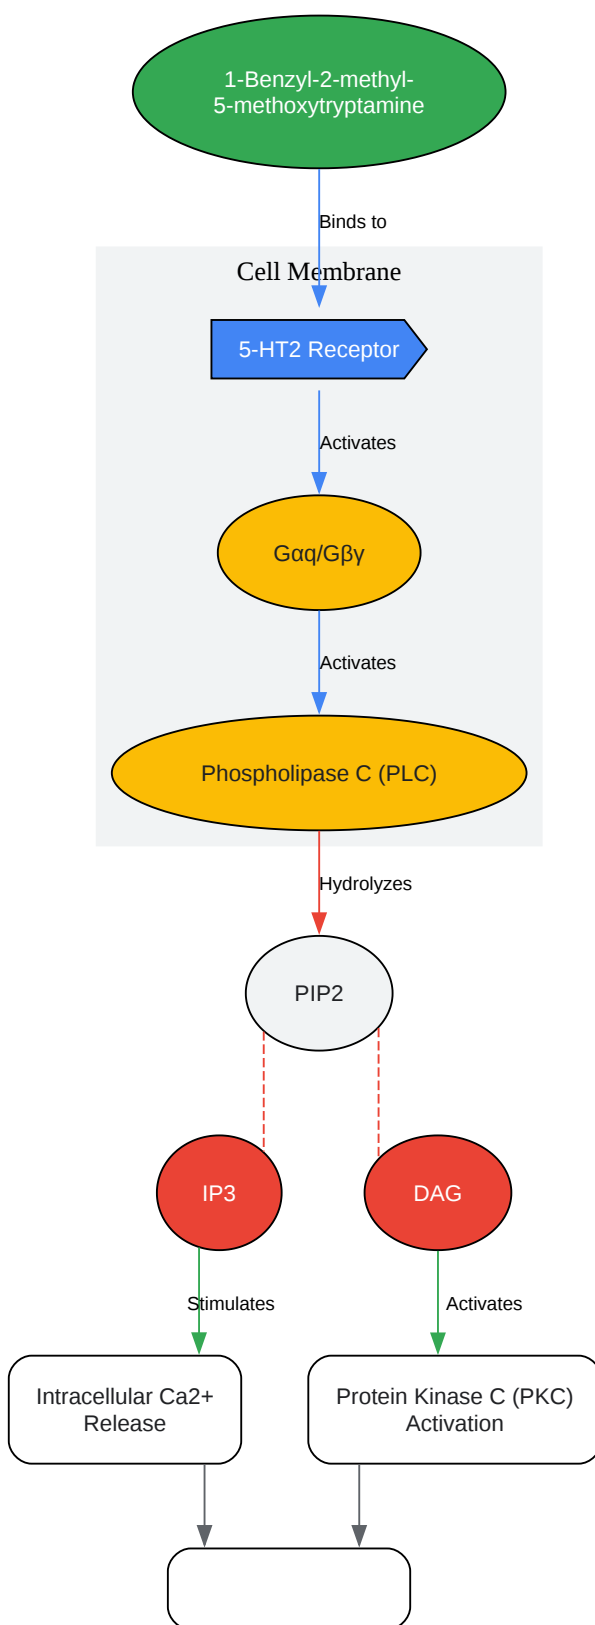 1-Benzyl-2-methyl-
5-methoxytryptamine
Binds to
Cell Membrane
5-HT2 Receptor
Activates
Gαq/Gβγ
Activates
Phospholipase C (PLC)
Hydrolyzes
PIP2
IP3
DAG
Stimulates
Activates
Intracellular Ca2+
Release
Protein Kinase C (PKC)
Activation